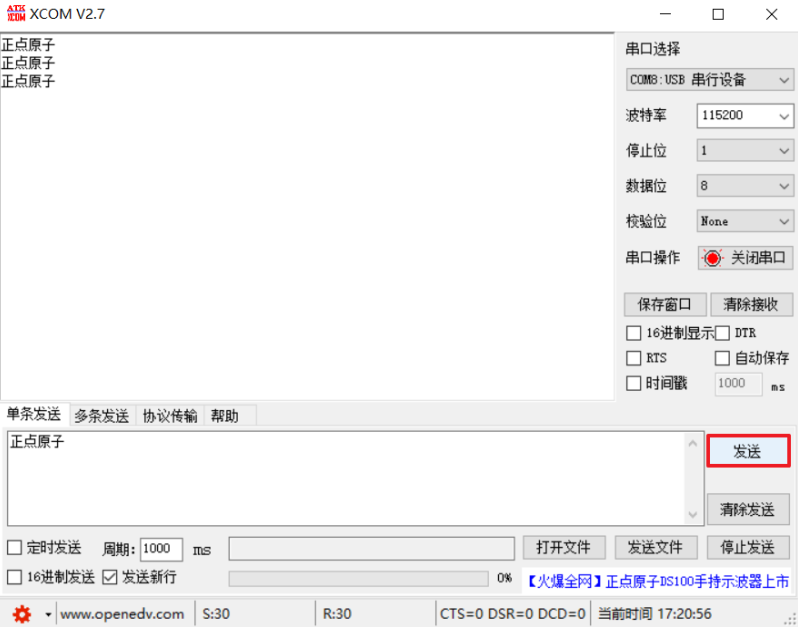 ATK
XCOM XCOM V2.7
正点原子
正点原子
正点原子
串口选择
COM8:USB 串行设备
波特率 115200
停止位 1
数据位 8
校验位 None
串口操作 关闭串口
保存窗口 清除接收
16进制显示 DTR
RTS 自动保存
时间戳 1000 ms
单条发送 多条发送 协议传输 帮助
正点原子
发送
清除发送
定时发送 周期: 1000 ms 打开文件 发送文件 停止发送
16进制发送 发送新行 0% 【火爆全网】正点原子DS100手持示波器上市
www.openedv.com S:30 R:30 CTS=0 DSR=0 DCD=0 当前时间 17:20:56